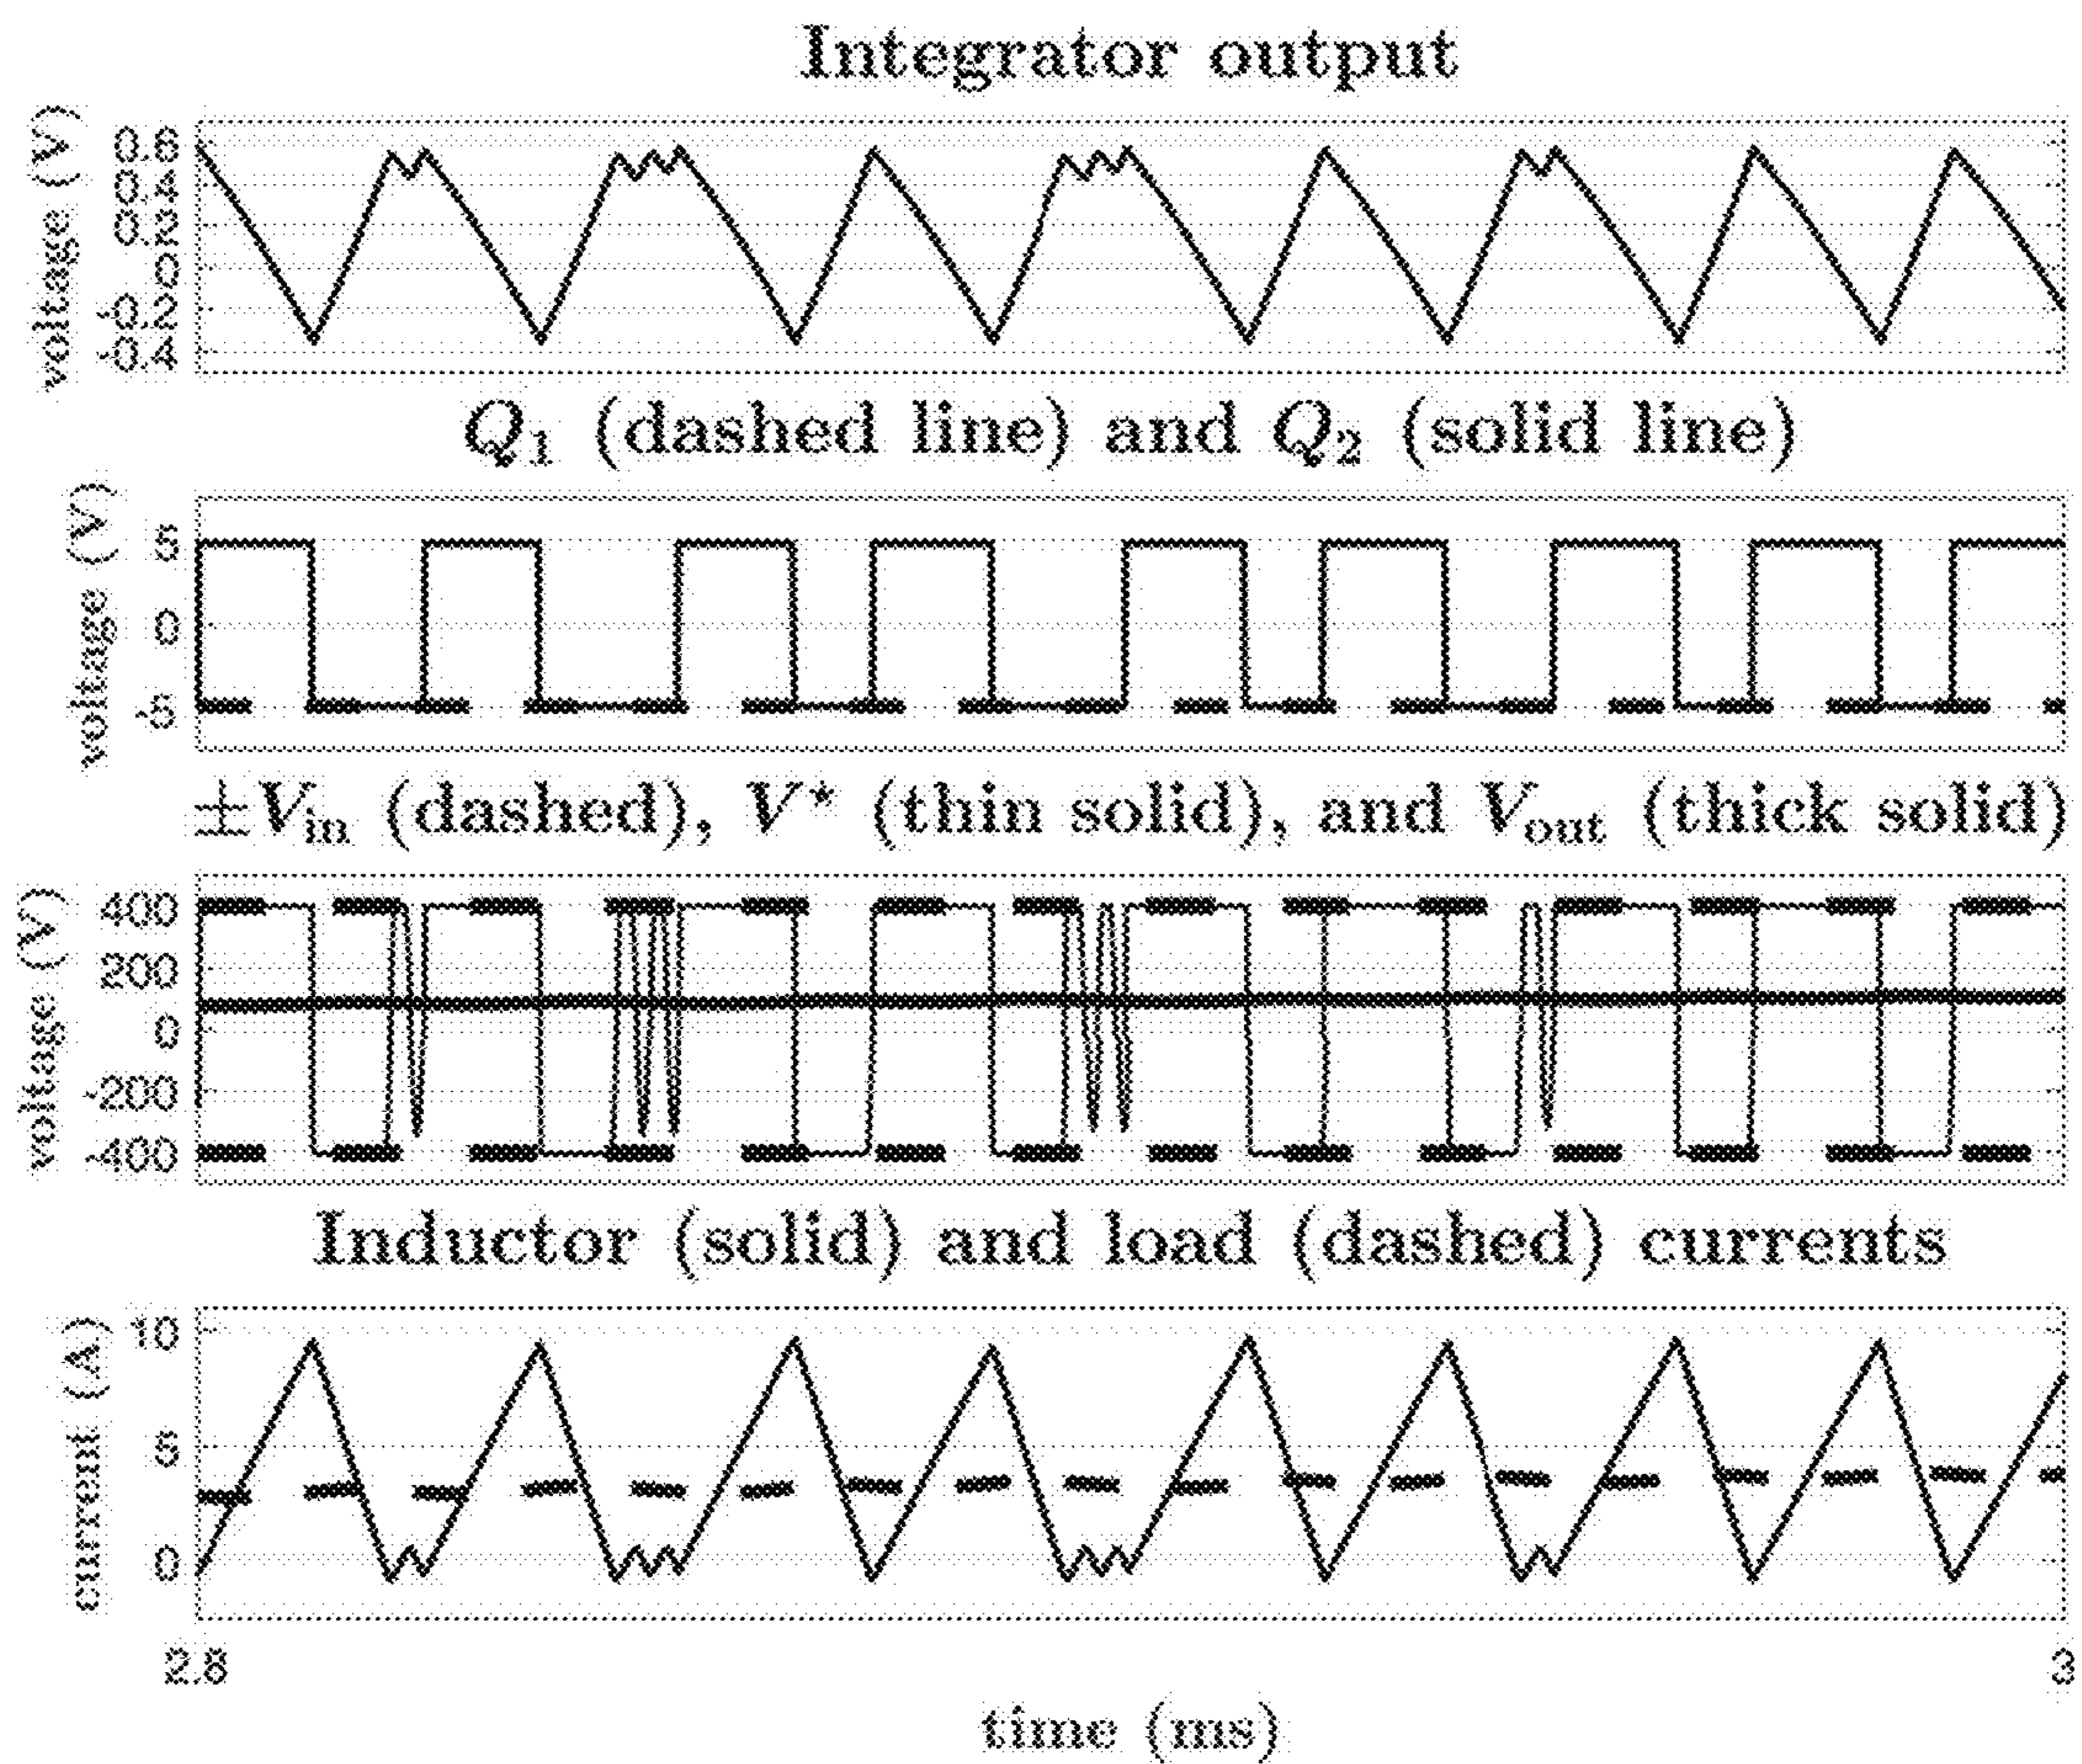 Integrator output
voltage (V)
0.6
0.4
0.2
0
-0.2
-0.4
Q₁ (dashed line) and Q₂ (solid line)
voltage (V)
5
0
-5
±V_in (dashed), V* (thin solid), and V_out (thick solid)
voltage (V)
400
200
0
-200
-400
Inductor (solid) and load (dashed) currents
current (A)
10
5
0
2.8
3
time (ms)